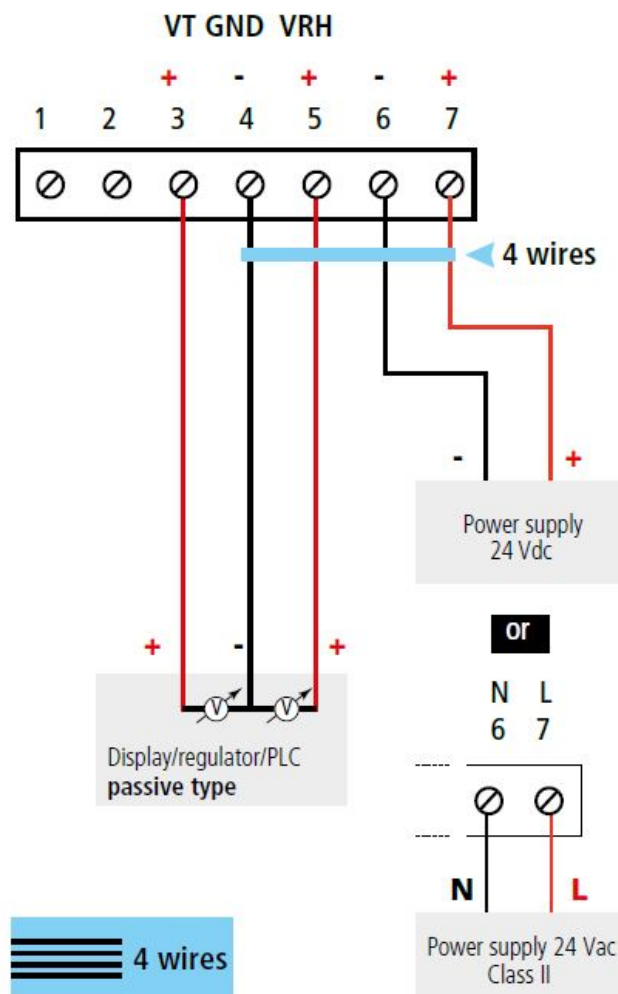 VT GND VRH
+ - + - +
1 2 3 4 5 6 7
4 wires
- +
Power supply
24 Vdc
or
+ - +
N L
6 7
V V
Display/regulator/PLC
passive type
N L
4 wires
Power supply 24 Vac
Class II